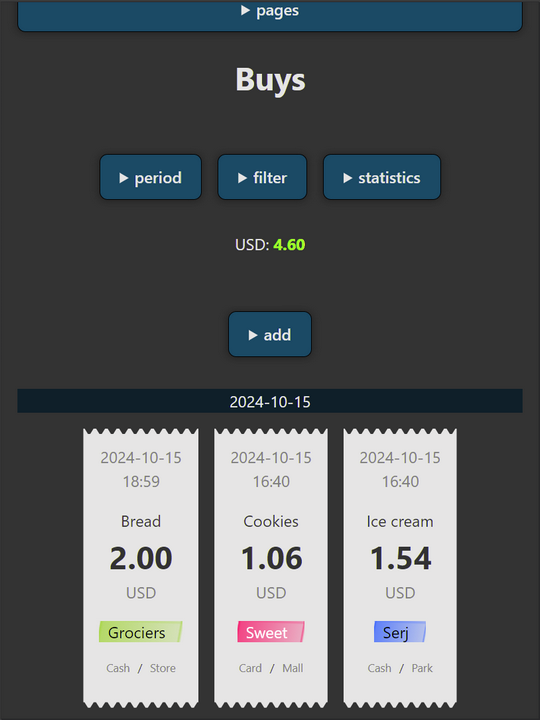 ▶ pages
Buys
▶ period ▶ filter ▶ statistics
USD: 4.60
▶ add
2024-10-15
2024-10-15
18:59
Bread
2.00
USD
Grociers
Cash / Store
2024-10-15
16:40
Cookies
1.06
USD
Sweet
Card / Mall
2024-10-15
16:40
Ice cream
1.54
USD
Serj
Cash / Park